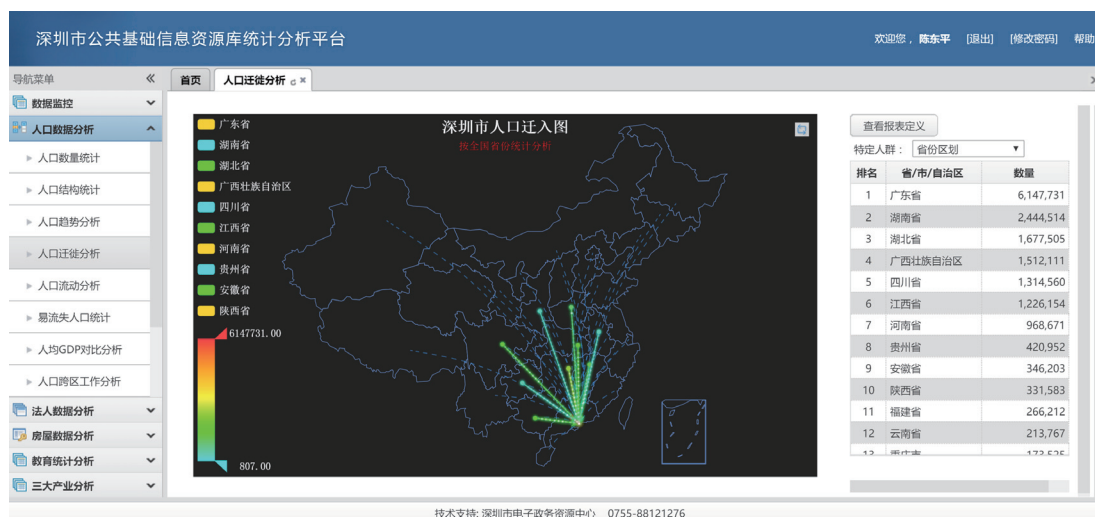 深圳市公共基础信息资源库统计分析平台
欢迎您，陈东平 [退出] [修改密码] 帮助
导航菜单
首页 人口迁徙分析
数据监控
人口数据分析
人口数量统计
人口结构统计
人口趋势分析
人口迁徙分析
人口流动分析
易流失人口统计
人均GDP对比分析
人口跨区工作分析
法人数据分析
房屋数据分析
教育统计分析
三大产业分析
深圳市人口迁入图
按全国省份统计分析
广东省
湖南省
湖北省
广西壮族自治区
四川省
江西省
河南省
贵州省
安徽省
陕西省
6147731.00
807.00
查看报表定义
特定人群： 省份区划
排名 省/市/自治区 数量
1 广东省 6,147,731
2 湖南省 2,444,514
3 湖北省 1,677,505
4 广西壮族自治区 1,512,111
5 四川省 1,314,560
6 江西省 1,226,154
7 河南省 968,671
8 贵州省 420,952
9 安徽省 346,203
10 陕西省 331,583
11 福建省 266,212
12 云南省 213,767
13 重庆市 173,525
技术支持:深圳市电子政务资源中心 0755-88121276